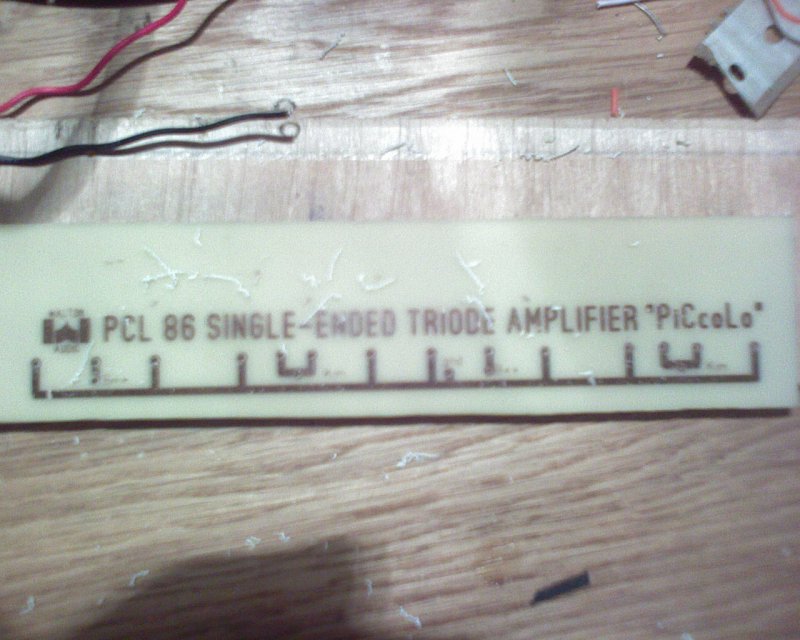 PCL 86 SINGLE-ENDED TRIODE AMPLIFIER "PiCcoLo"